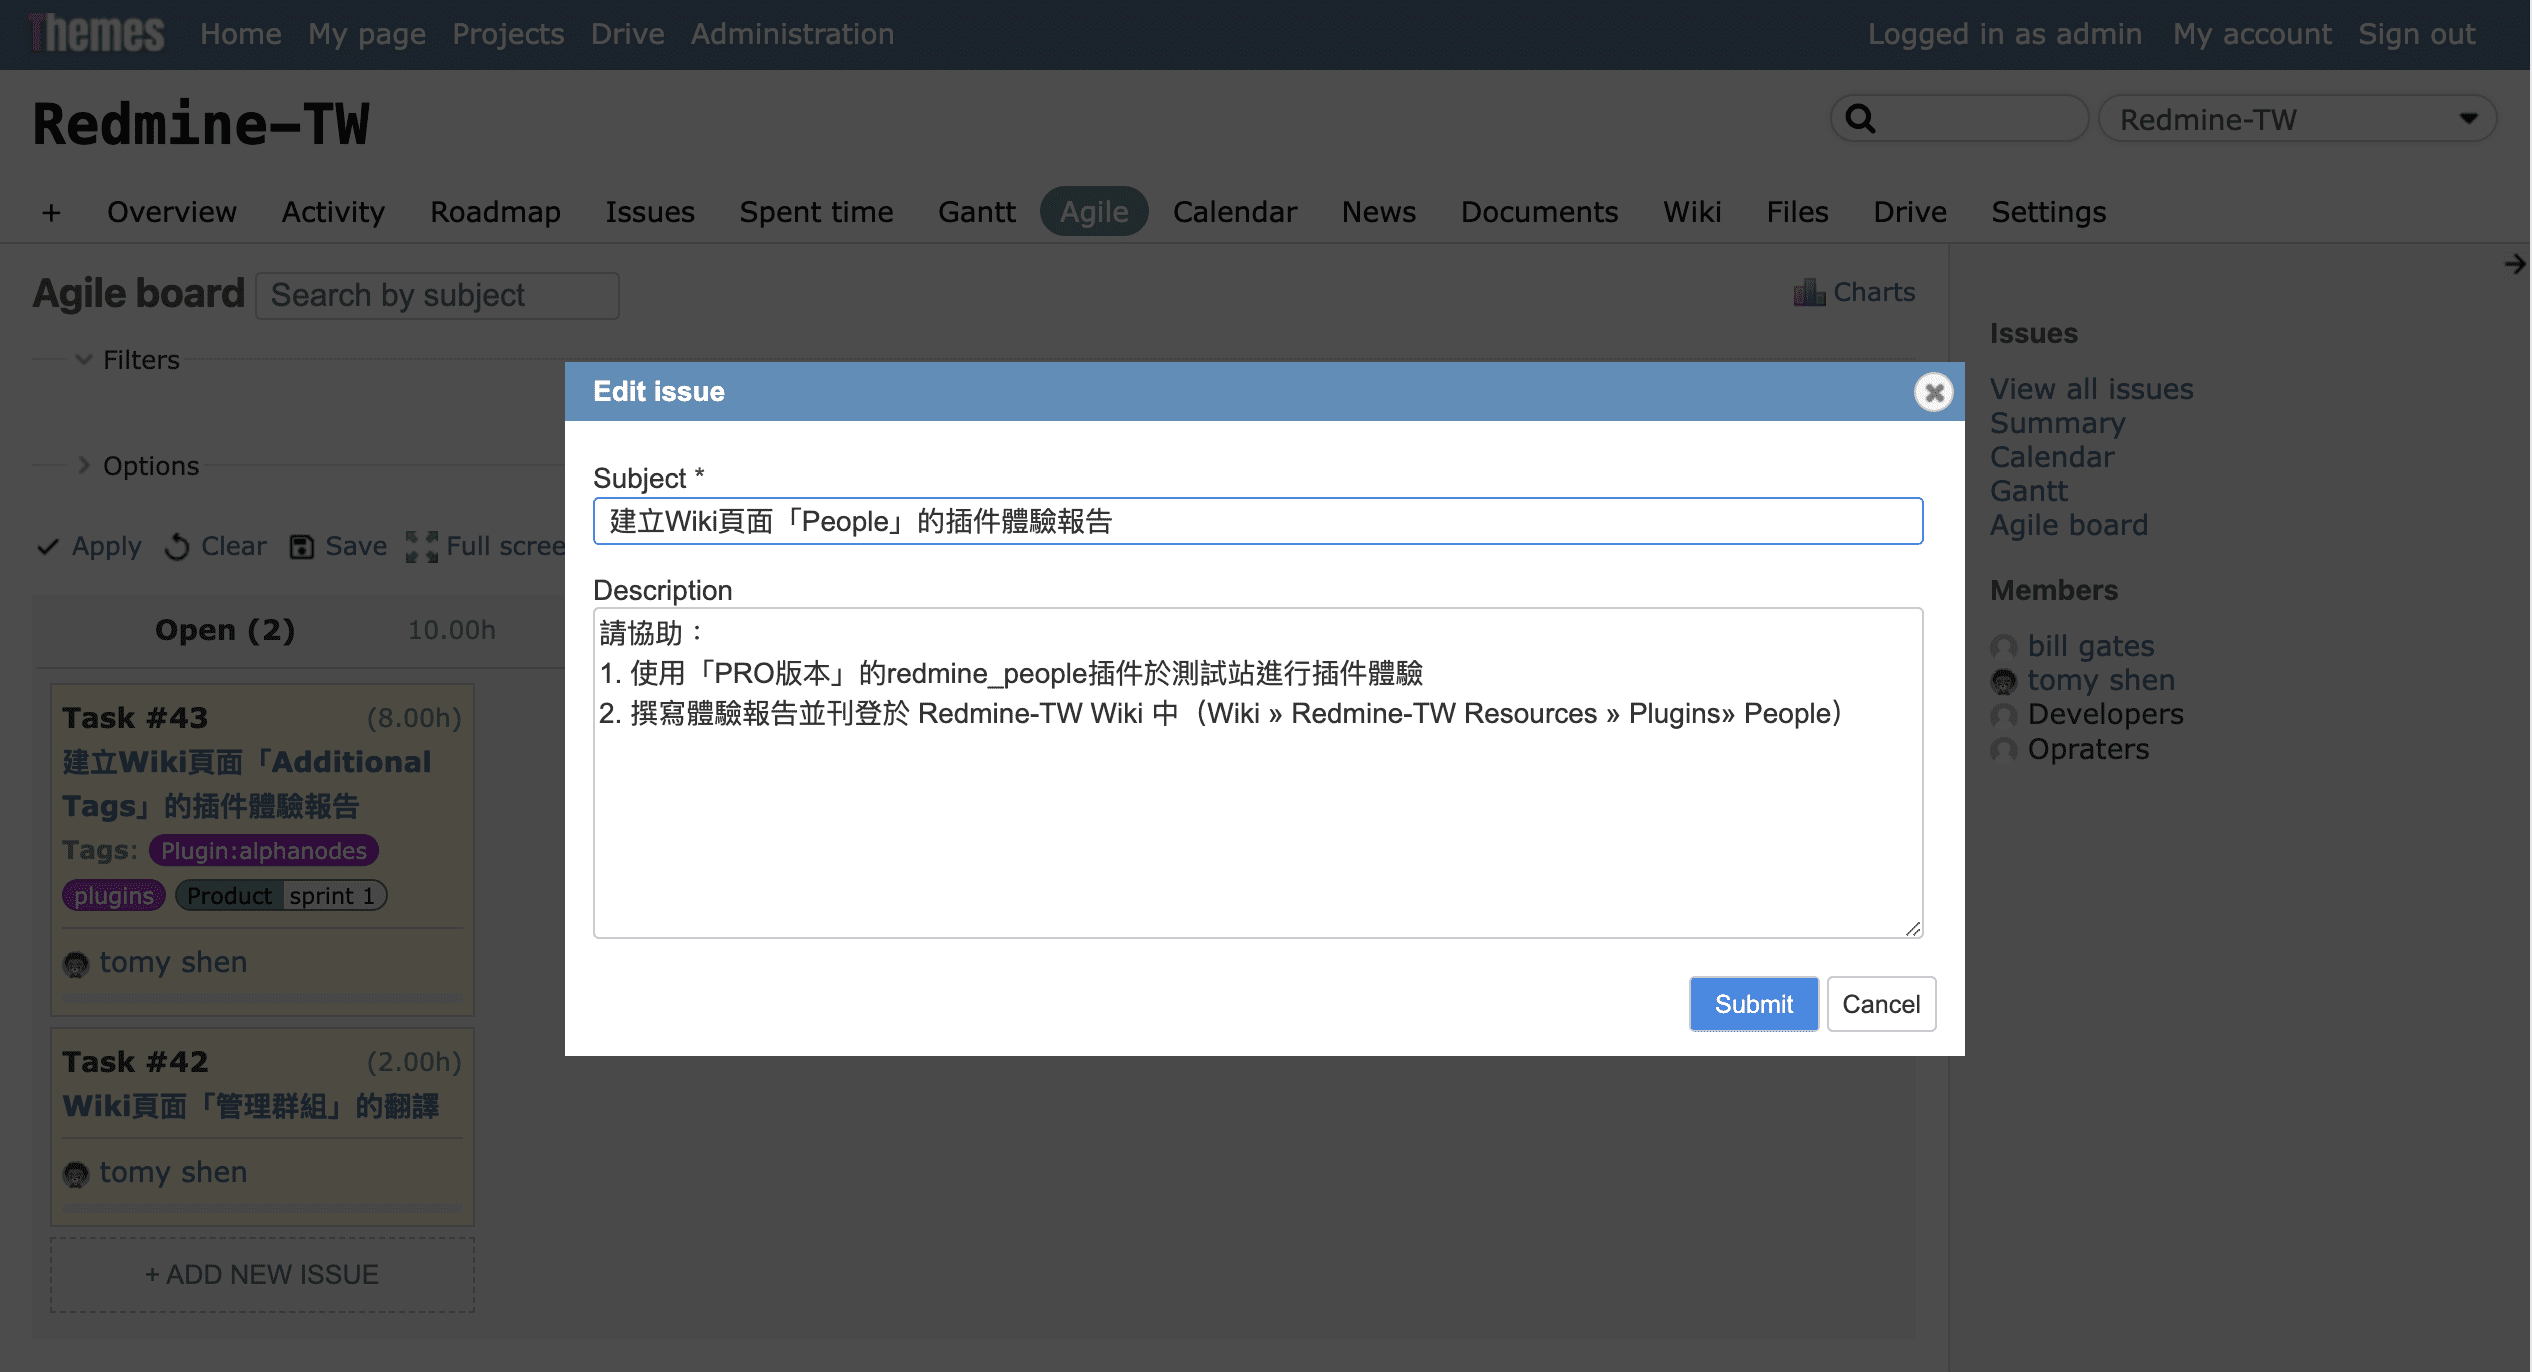 Themes Home My page Projects Drive Administration Logged in as admin My account Sign out
Redmine-TW
Redmine-TW
+ Overview Activity Roadmap Issues Spent time Gantt Agile Calendar News Documents Wiki Files Drive Settings
Agile board Search by subject Charts
Filters
Options
Apply Clear Save Full scree
Open (2) 10.00h
Task #43 (8.00h)
建立Wiki頁面「Additional
Tags」的插件體驗報告
Tags: Plugin:alphanodes
plugins Product sprint 1
tomy shen
Task #42 (2.00h)
Wiki頁面「管理群組」的翻譯
tomy shen
+ ADD NEW ISSUE
Edit issue
Subject *
建立Wiki頁面「People」的插件體驗報告
Description
請協助：
1. 使用「PRO版本」的redmine_people插件於測試站進行插件體驗
2. 撰寫體驗報告並刊登於 Redmine-TW Wiki 中（Wiki » Redmine-TW Resources » Plugins» People）
Submit Cancel
Issues
View all issues
Summary
Calendar
Gantt
Agile board
Members
bill gates
tomy shen
Developers
Opraters